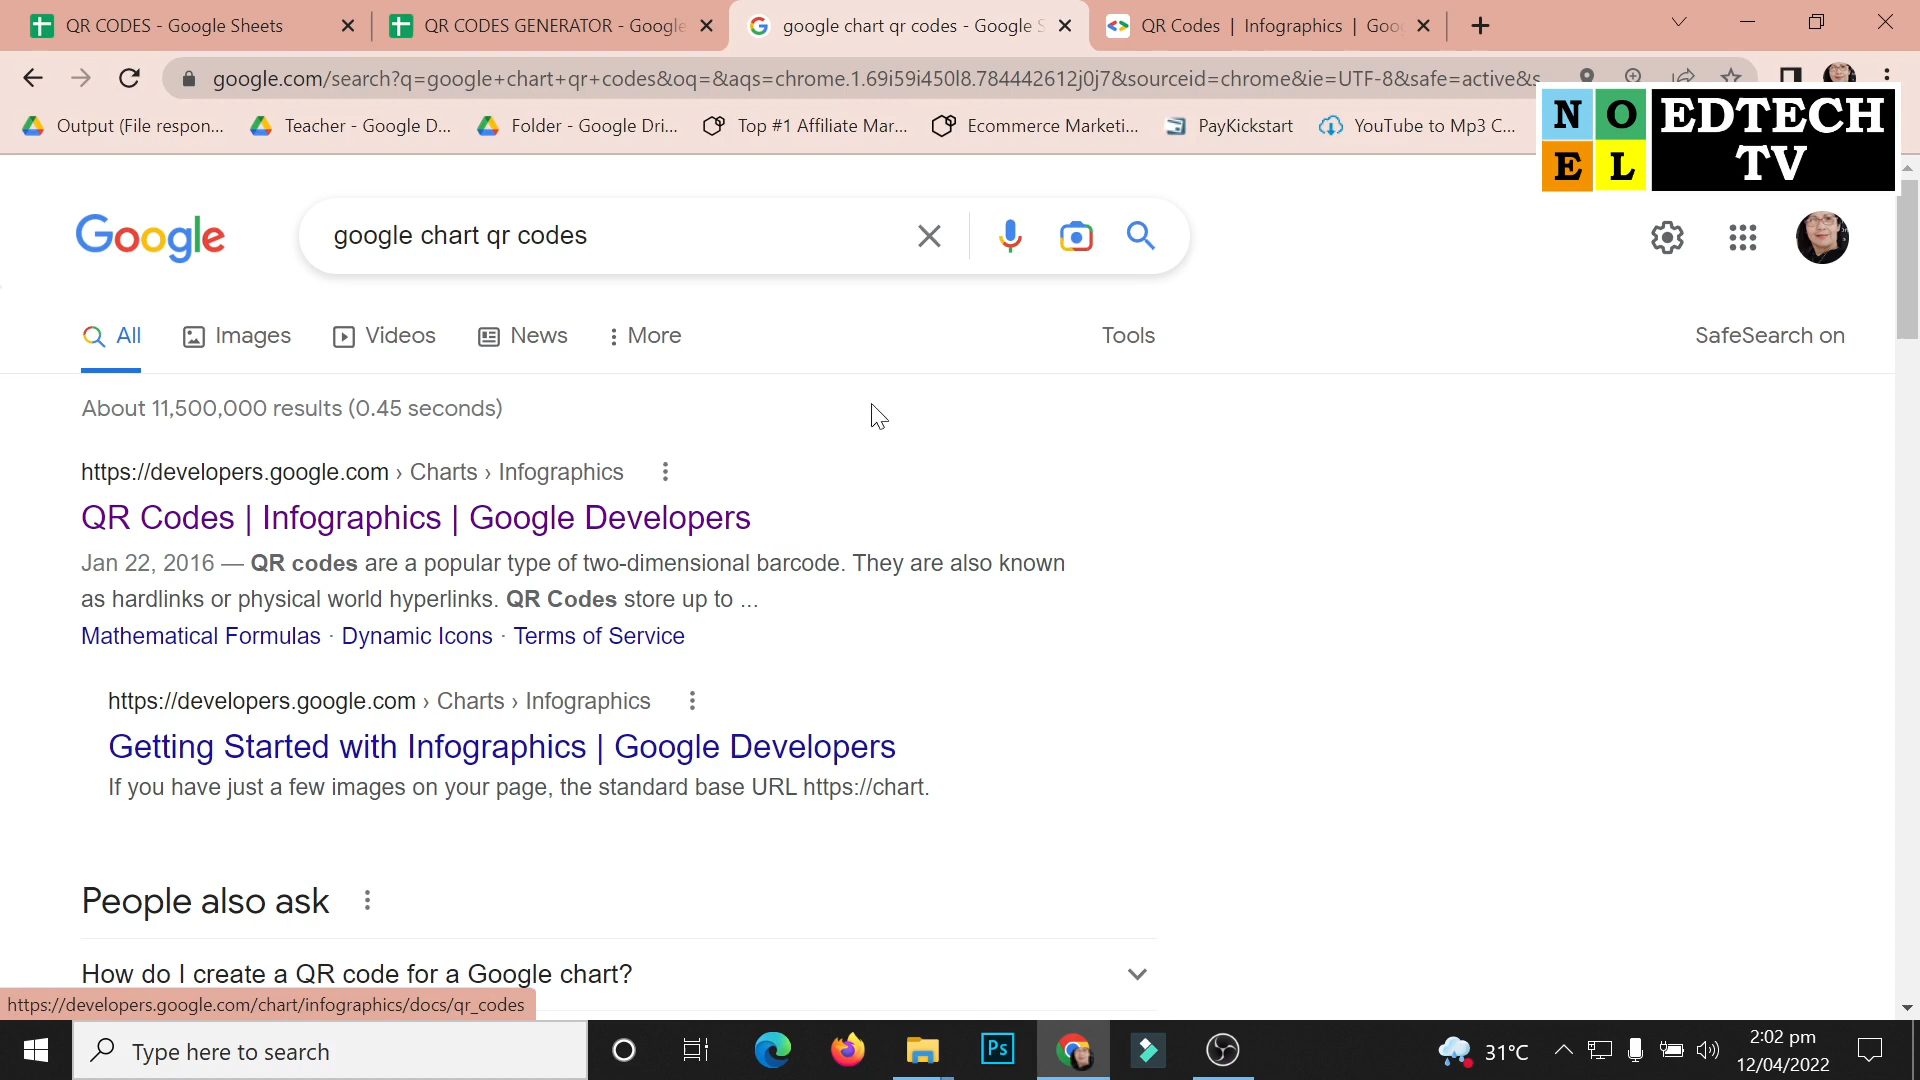 QR CODES - Google Sheets
QR CODES GENERATOR - Google
google chart qr codes - Google S
QR Codes | Infographics | Goo
google.com/search?q=google+chart+qr+codes&oq=&aqs=chrome.1.69i59i450l8.784442612j0j7&sourceid=chrome&ie=UTF-8&safe=active&s
Output (File respon...
Teacher - Google D...
Folder - Google Dri...
Top #1 Affiliate Mar...
Ecommerce Marketi...
PayKickstart
YouTube to Mp3 C...
N O
E L
EDTECH
TV
Google
google chart qr codes
All
Images
Videos
News
More
Tools
SafeSearch on
About 11,500,000 results (0.45 seconds)
https://developers.google.com › Charts › Infographics
QR Codes | Infographics | Google Developers
Jan 22, 2016 — QR codes are a popular type of two-dimensional barcode. They are also known
as hardlinks or physical world hyperlinks. QR Codes store up to ...
Mathematical Formulas · Dynamic Icons · Terms of Service
https://developers.google.com › Charts › Infographics
Getting Started with Infographics | Google Developers
If you have just a few images on your page, the standard base URL https://chart.
People also ask
How do I create a QR code for a Google chart?
https://developers.google.com/chart/infographics/docs/qr_codes
Type here to search
Ps
31°C
2:02 pm
12/04/2022